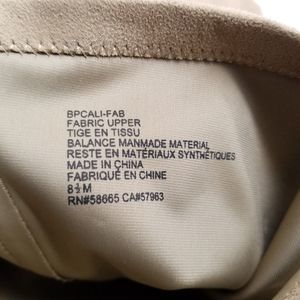 BPCALI-FAB
FABRIC UPPER
TIGE EN TISSU
BALANCE MANMADE MATERIAL
RESTE EN MATÉRIAUX SYNTHÉTIQUES
MADE IN CHINA
FABRIQUÉ EN CHINE
8½ M
RN#58665 CA#57963